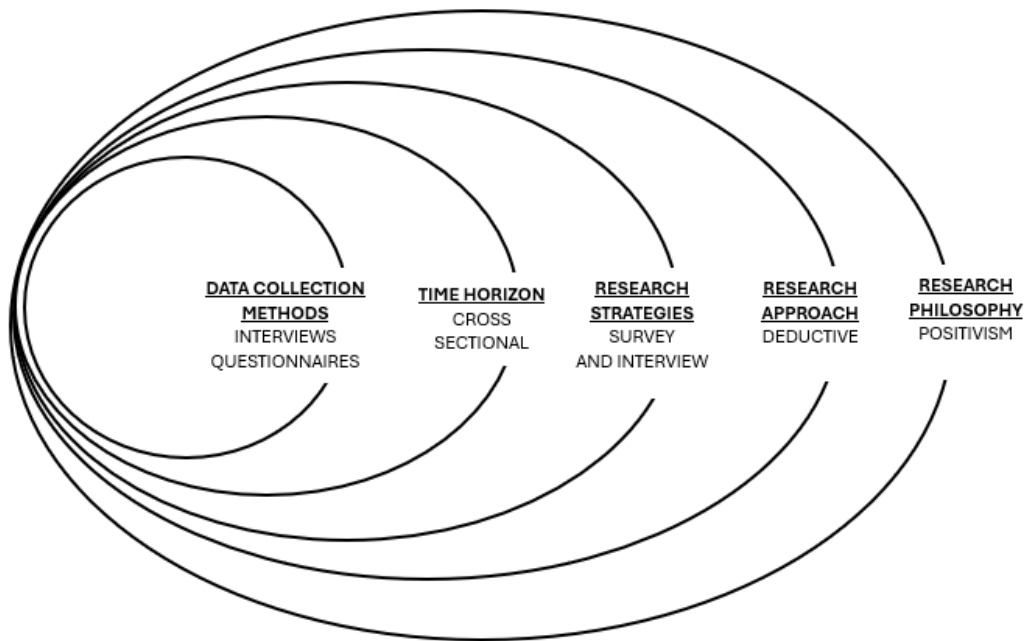 DATA COLLECTION
METHODS
INTERVIEWS
QUESTIONNAIRES
TIME HORIZON
CROSS
SECTIONAL
RESEARCH
STRATEGIES
SURVEY
AND INTERVIEW
RESEARCH
APPROACH
DEDUCTIVE
RESEARCH
PHILOSOPHY
POSITIVISM